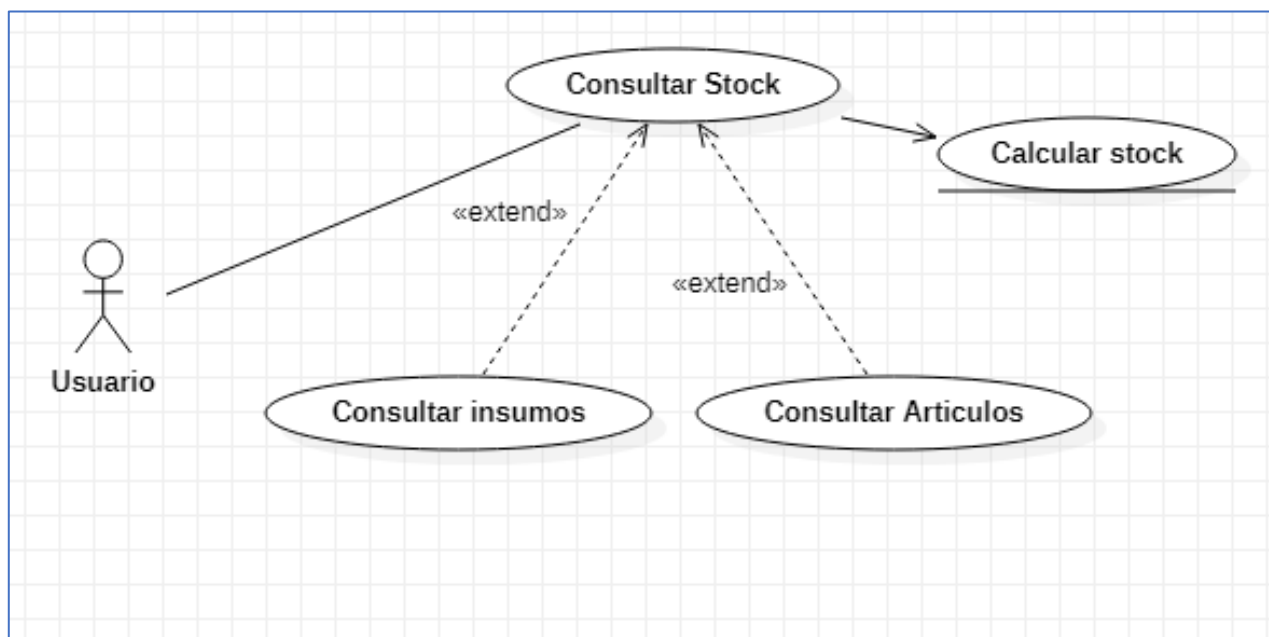 Consultar Stock
Calcular stock
«extend»
«extend»
Usuario
Consultar insumos
Consultar Articulos